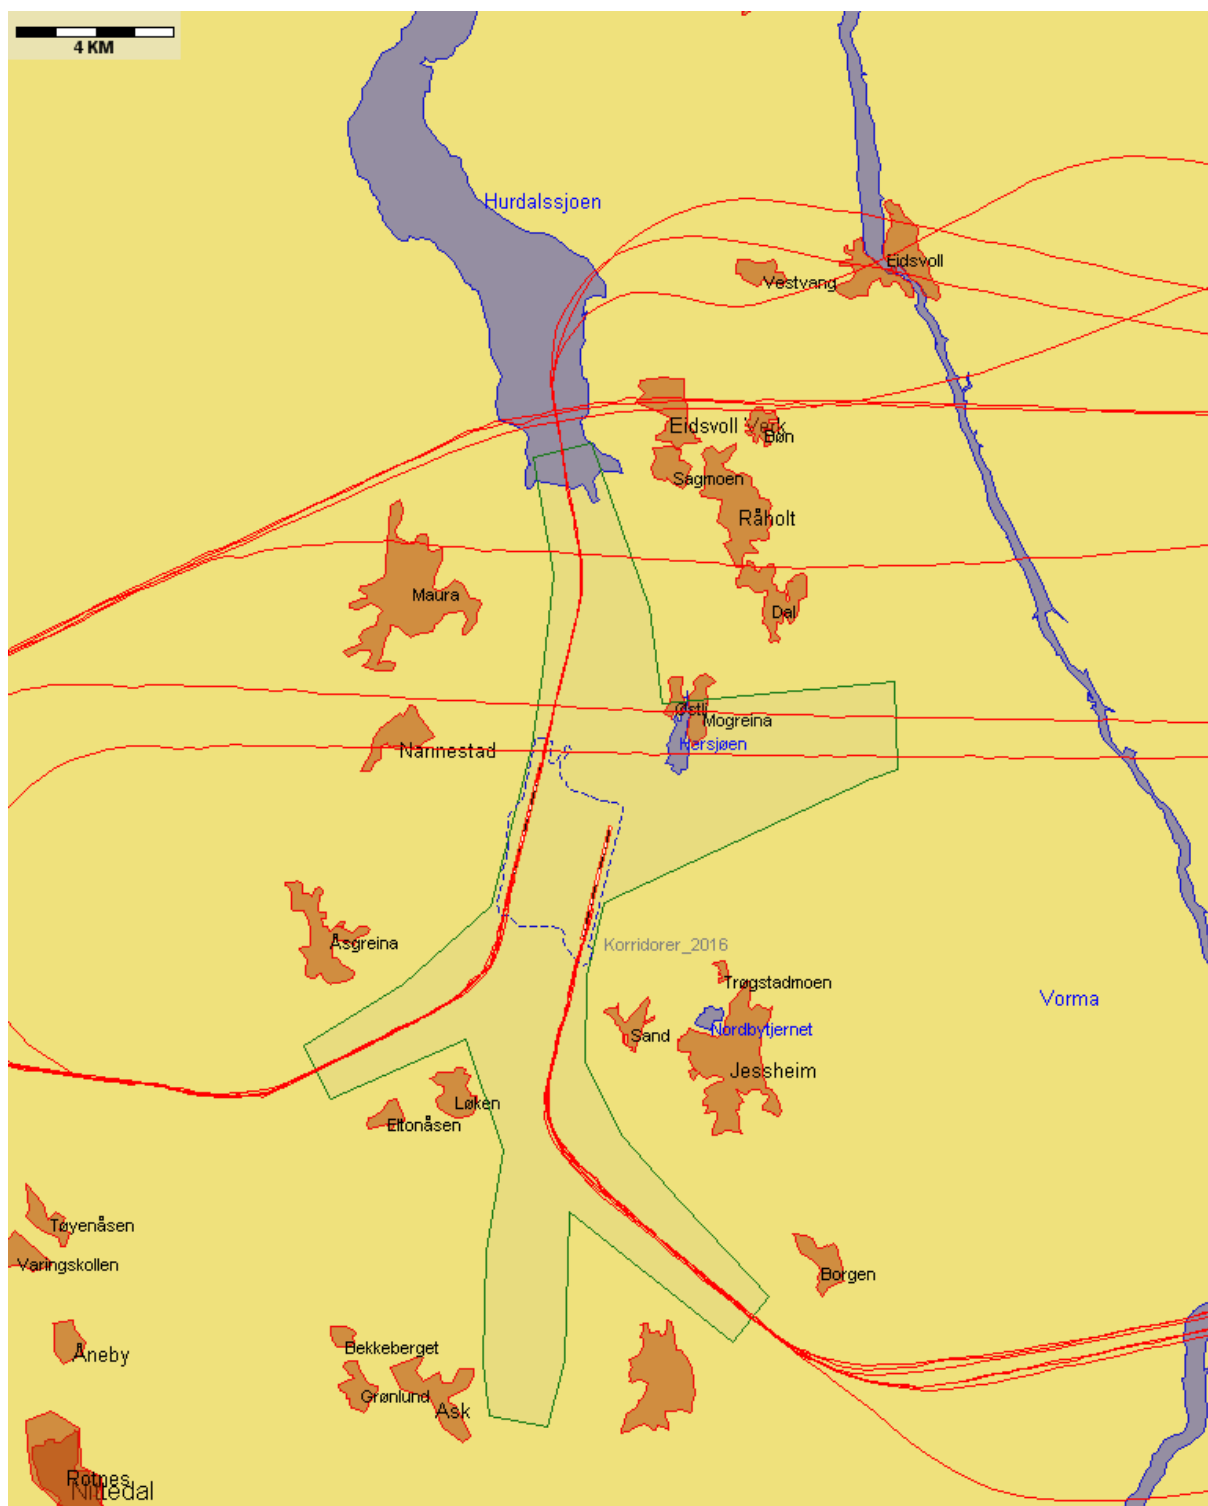 4 KM
Hurdalssjoen
Eidsvoll
Vestvang
Eidsvoll Verk
Bøn
Sagmoen
Råholt
Maura
Dal
Østli
Mogreina
Hersjøen
Nannestad
Åsgreina
Korridorer_2016
Trøgstadmoen
Vorma
Nordbytjernet
Sand
Jessheim
Løken
Eltonåsen
Tøyenåsen
Varingskollen
Borgen
Åneby
Bekkeberget
Grønlund
Ask
Rotnes
Nittedal